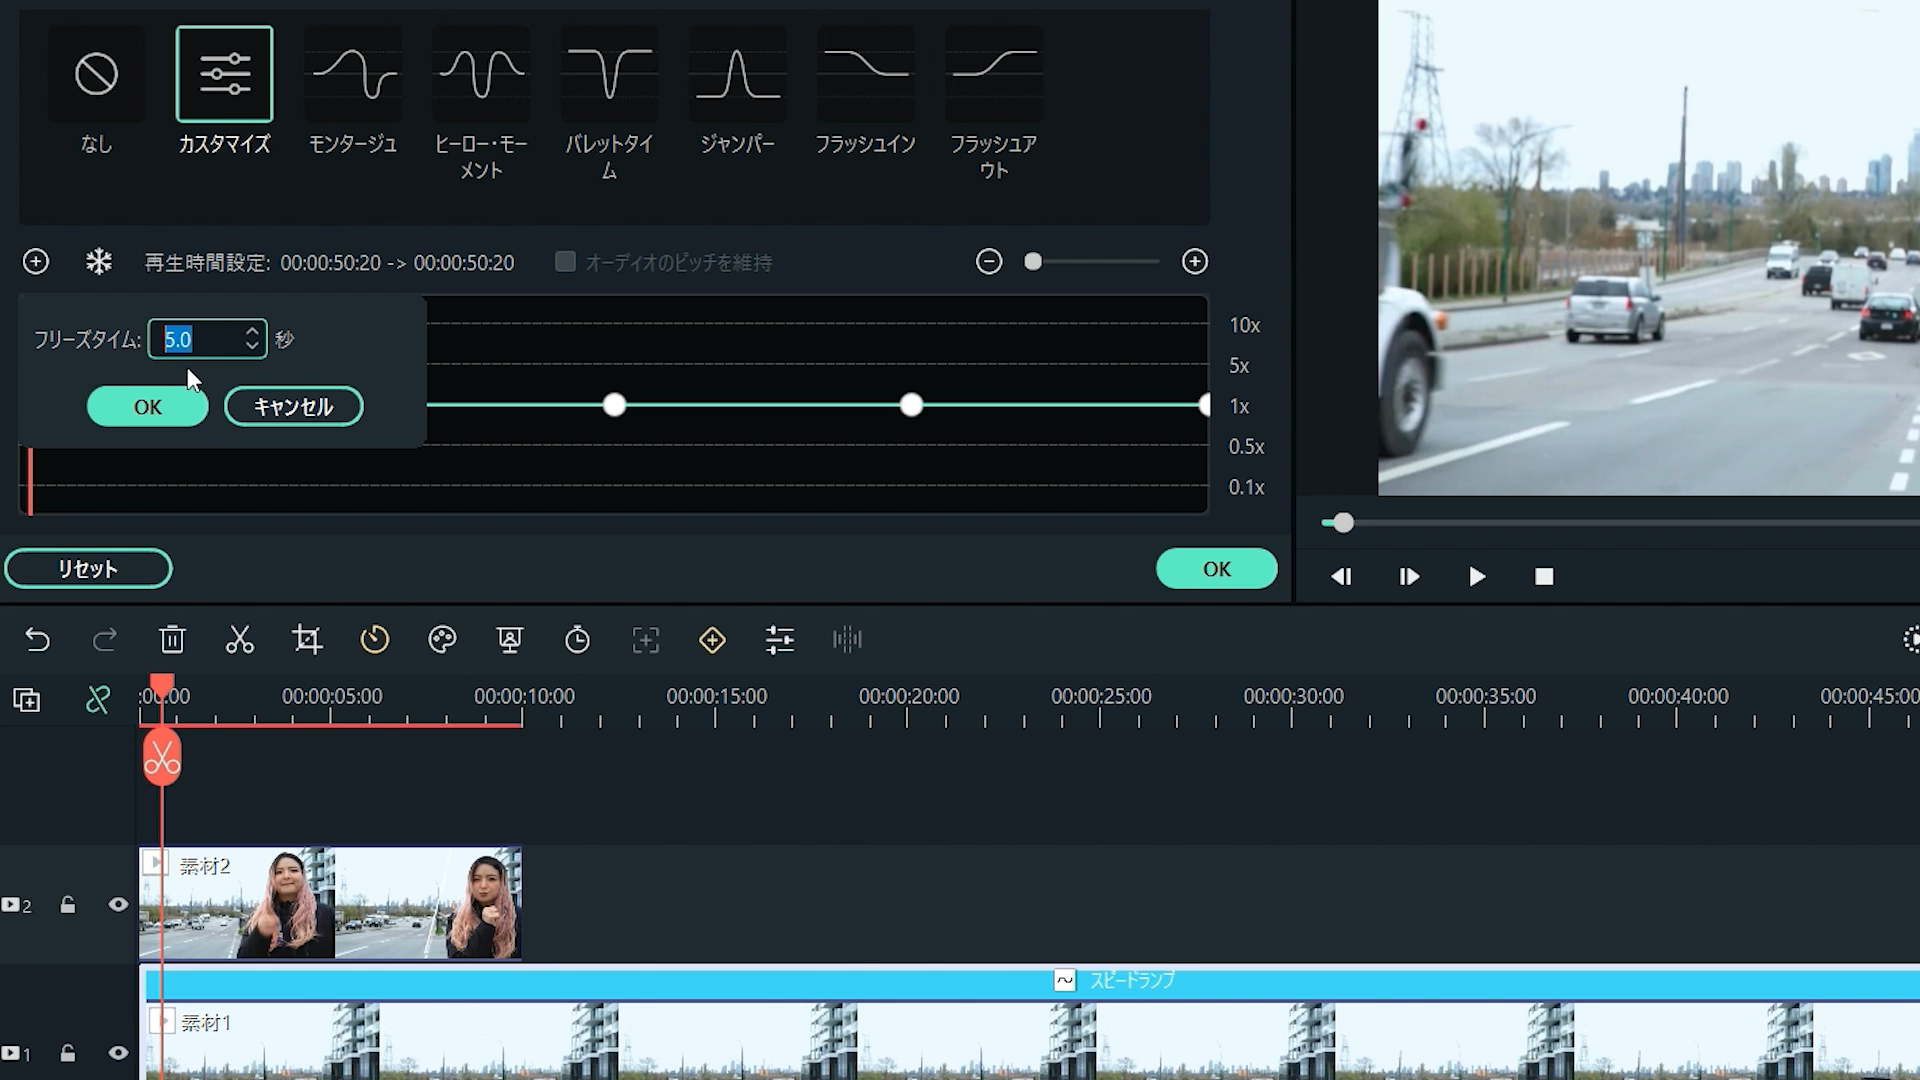 なし
カスタマイズ
モンタージュ
ヒーロー・モー
メント
バレットタイ
ム
ジャンパー
フラッシュイン
フラッシュア
ウト
再生時間設定: 00:00:50:20 -> 00:00:50:20
オーディオのピッチを維持
フリーズタイム: 5.0 秒
OK キャンセル
10x
5x
1x
0.5x
0.1x
リセット
OK
:00:00 00:00:05:00 00:00:10:00 00:00:15:00 00:00:20:00 00:00:25:00 00:00:30:00 00:00:35:00 00:00:40:00 00:00:45:00
素材2
2
スピードランプ
素材1
1